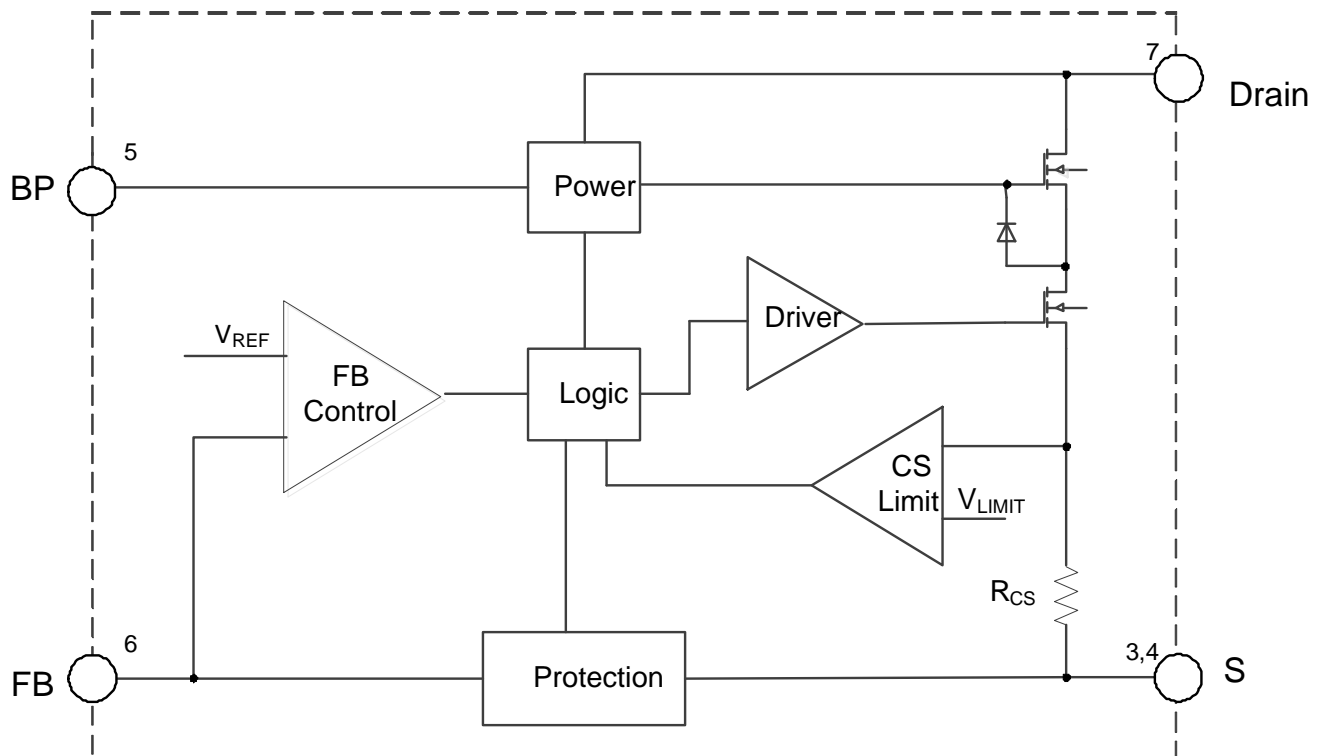 7
Drain
5
BP
Power
Driver
VREF
FB
Control
Logic
CS
Limit
VLIMIT
RCS
6
FB
Protection
3,4
S